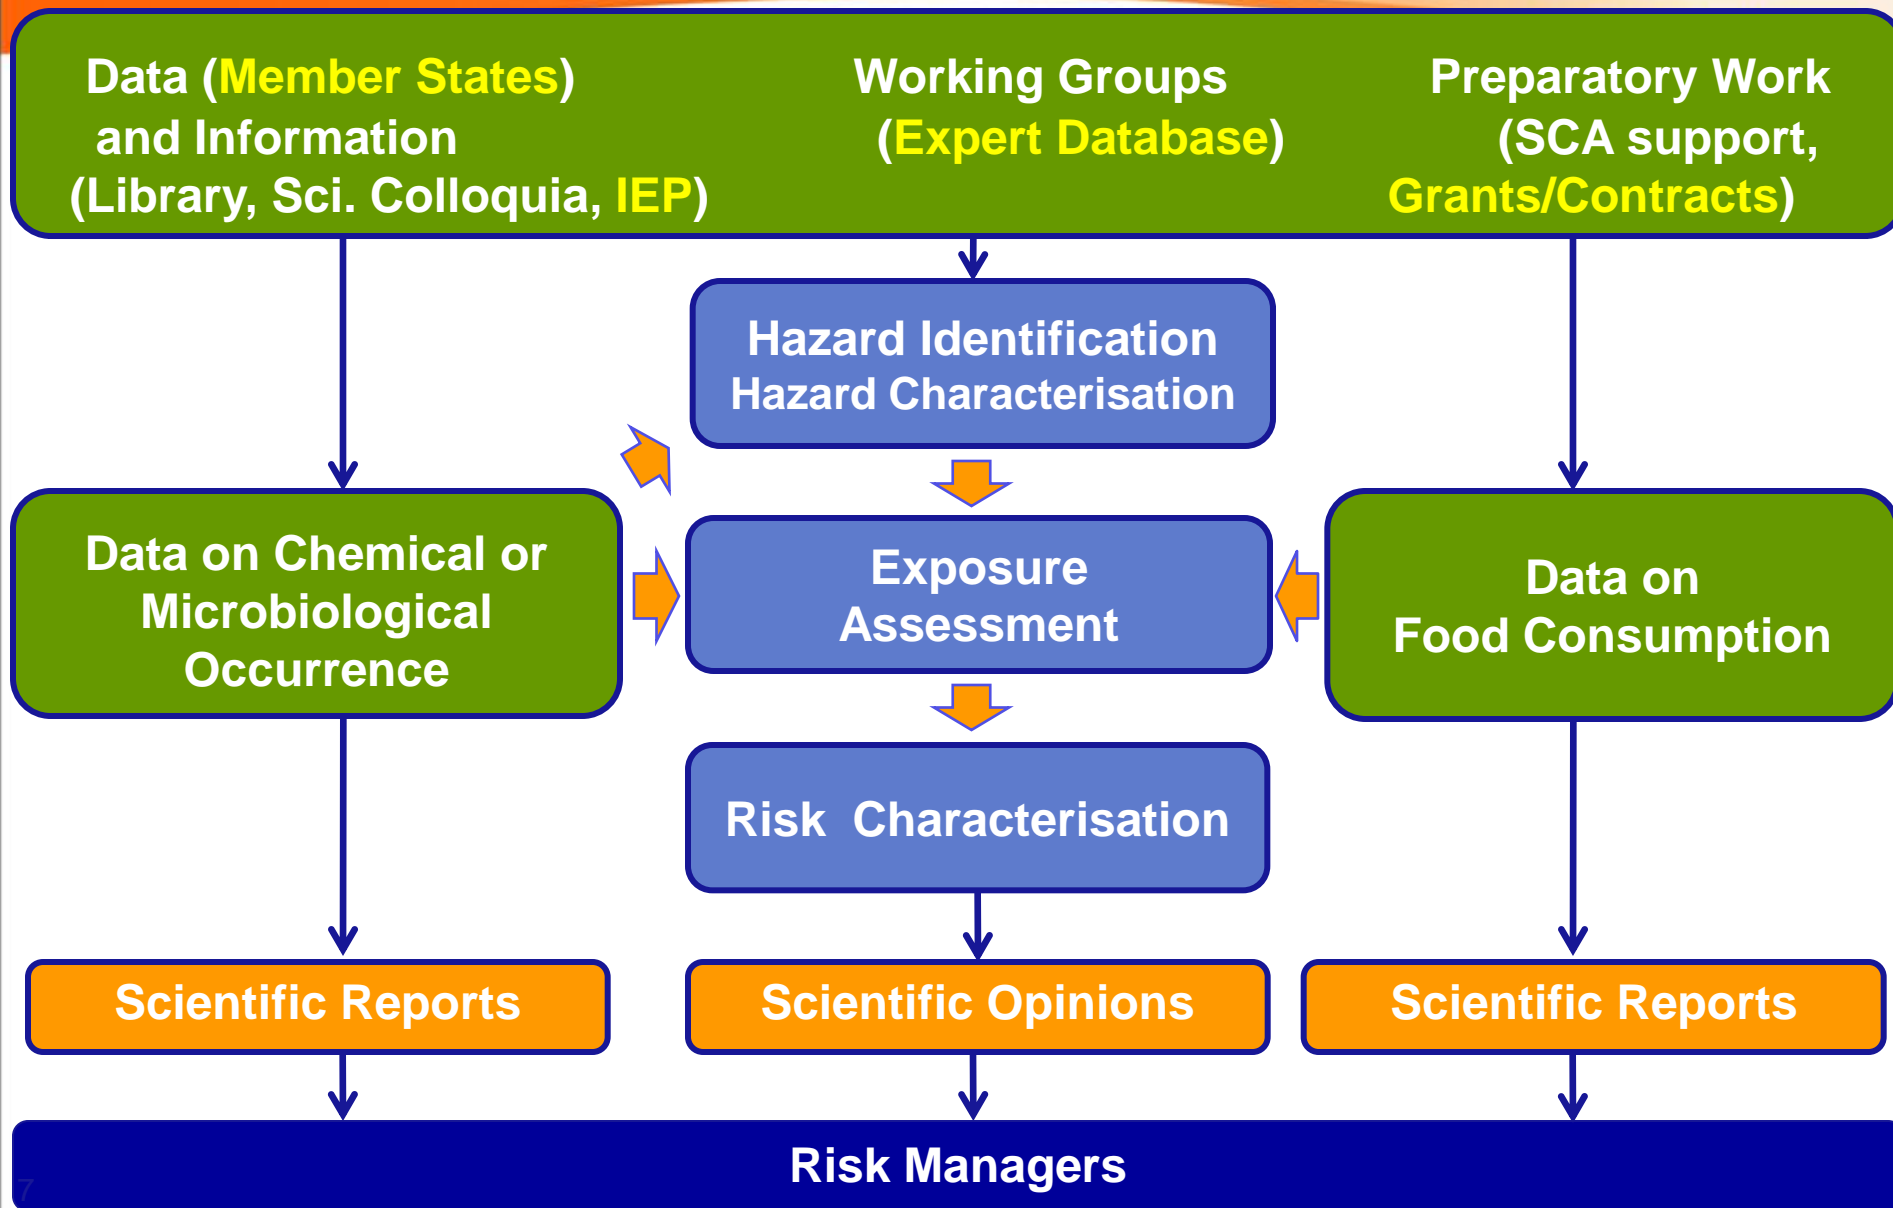 Data (Member States)
and Information
(Library, Sci. Colloquia, IEP)
Working Groups
(Expert Database)
Preparatory Work
(SCA support,
Grants/Contracts)
Hazard Identification
Hazard Characterisation
Data on Chemical or
Microbiological
Occurrence
Exposure
Assessment
Data on
Food Consumption
Risk Characterisation
Scientific Reports
Scientific Opinions
Scientific Reports
Risk Managers
7